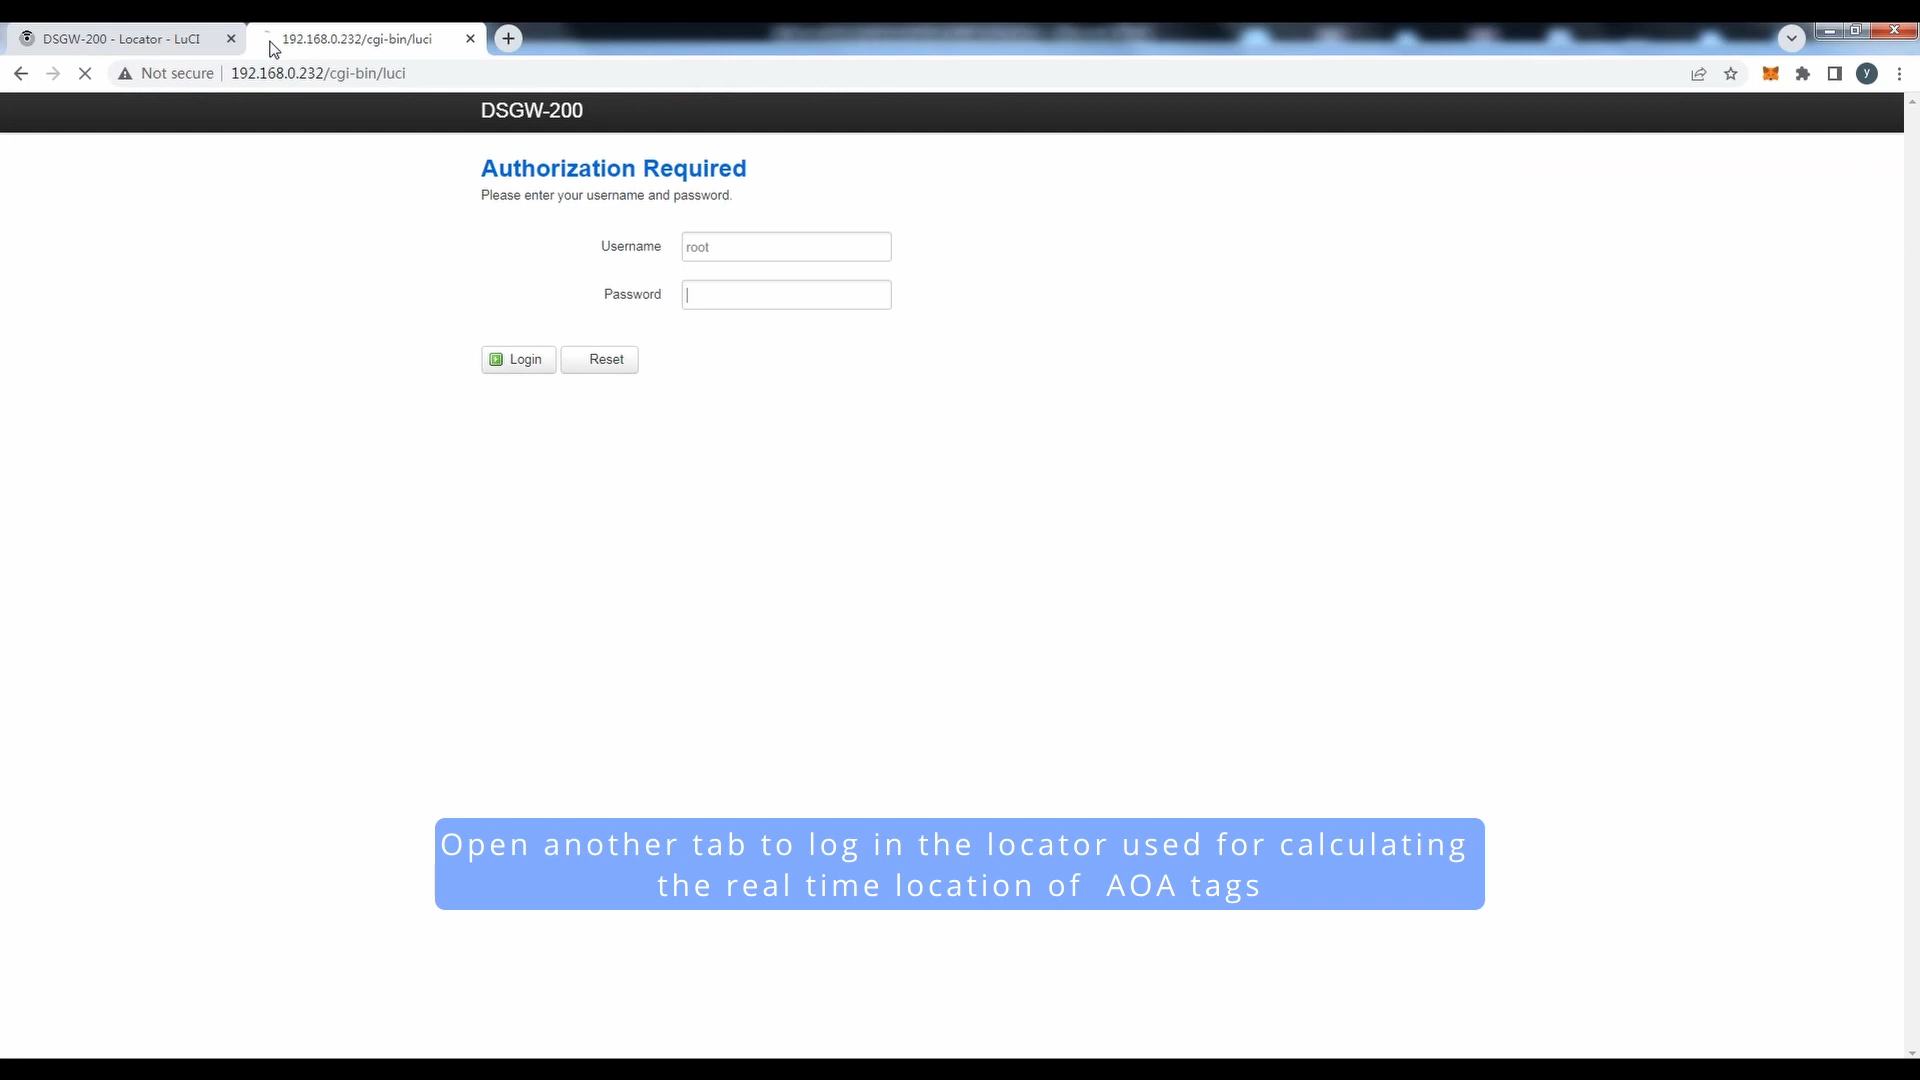 DSGW-200 - Locator - LuCI
192.168.0.232/cgi-bin/luci
Not secure
192.168.0.232/cgi-bin/luci
y
DSGW-200
Authorization Required
Please enter your username and password.
Username
root
Password
Login
Reset
Open another tab to log in the locator used for calculating
the real time location of AOA tags